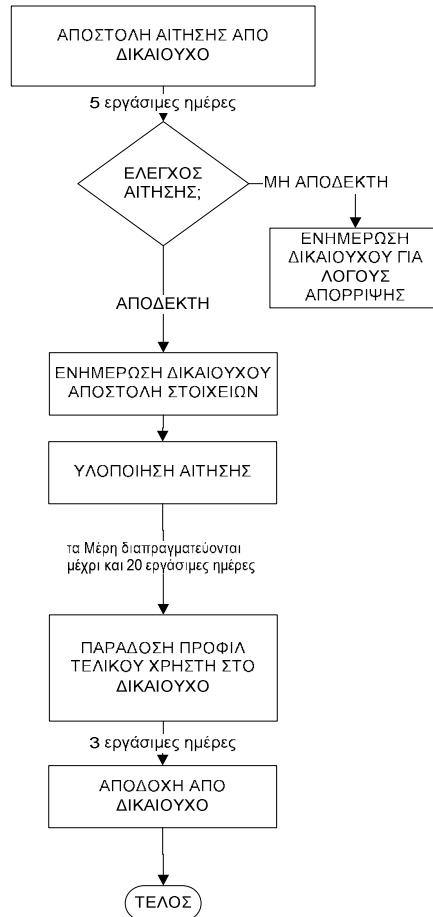 ΑΠΟΣΤΟΛΗ ΑΙΤΗΣΗΣ ΑΠΟ
ΔΙΚΑΙΟΥΧΟ
5 εργάσιμες ημέρες
ΕΛΕΓΧΟΣ
ΑΙΤΗΣΗΣ;
ΜΗ ΑΠΟΔΕΚΤΗ
ΕΝΗΜΕΡΩΣΗ
ΔΙΚΑΙΟΥΧΟΥ ΓΙΑ
ΛΟΓΟΥΣ
ΑΠΟΡΡΙΨΗΣ
ΑΠΟΔΕΚΤΗ
ΕΝΗΜΕΡΩΣΗ ΔΙΚΑΙΟΥΧΟΥ
ΑΠΟΣΤΟΛΗ ΣΤΟΙΧΕΙΩΝ
ΥΛΟΠΟΙΗΣΗ ΑΙΤΗΣΗΣ
τα Μέρη διαπραγματεύονται
μέχρι και 20 εργάσιμες ημέρες
ΠΑΡΑΔΟΣΗ ΠΡΟΦΙΛ
ΤΕΛΙΚΟΥ ΧΡΗΣΤΗ ΣΤΟ
ΔΙΚΑΙΟΥΧΟ
3 εργάσιμες ημέρες
ΑΠΟΔΟΧΗ ΑΠΟ
ΔΙΚΑΙΟΥΧΟ
ΤΕΛΟΣ